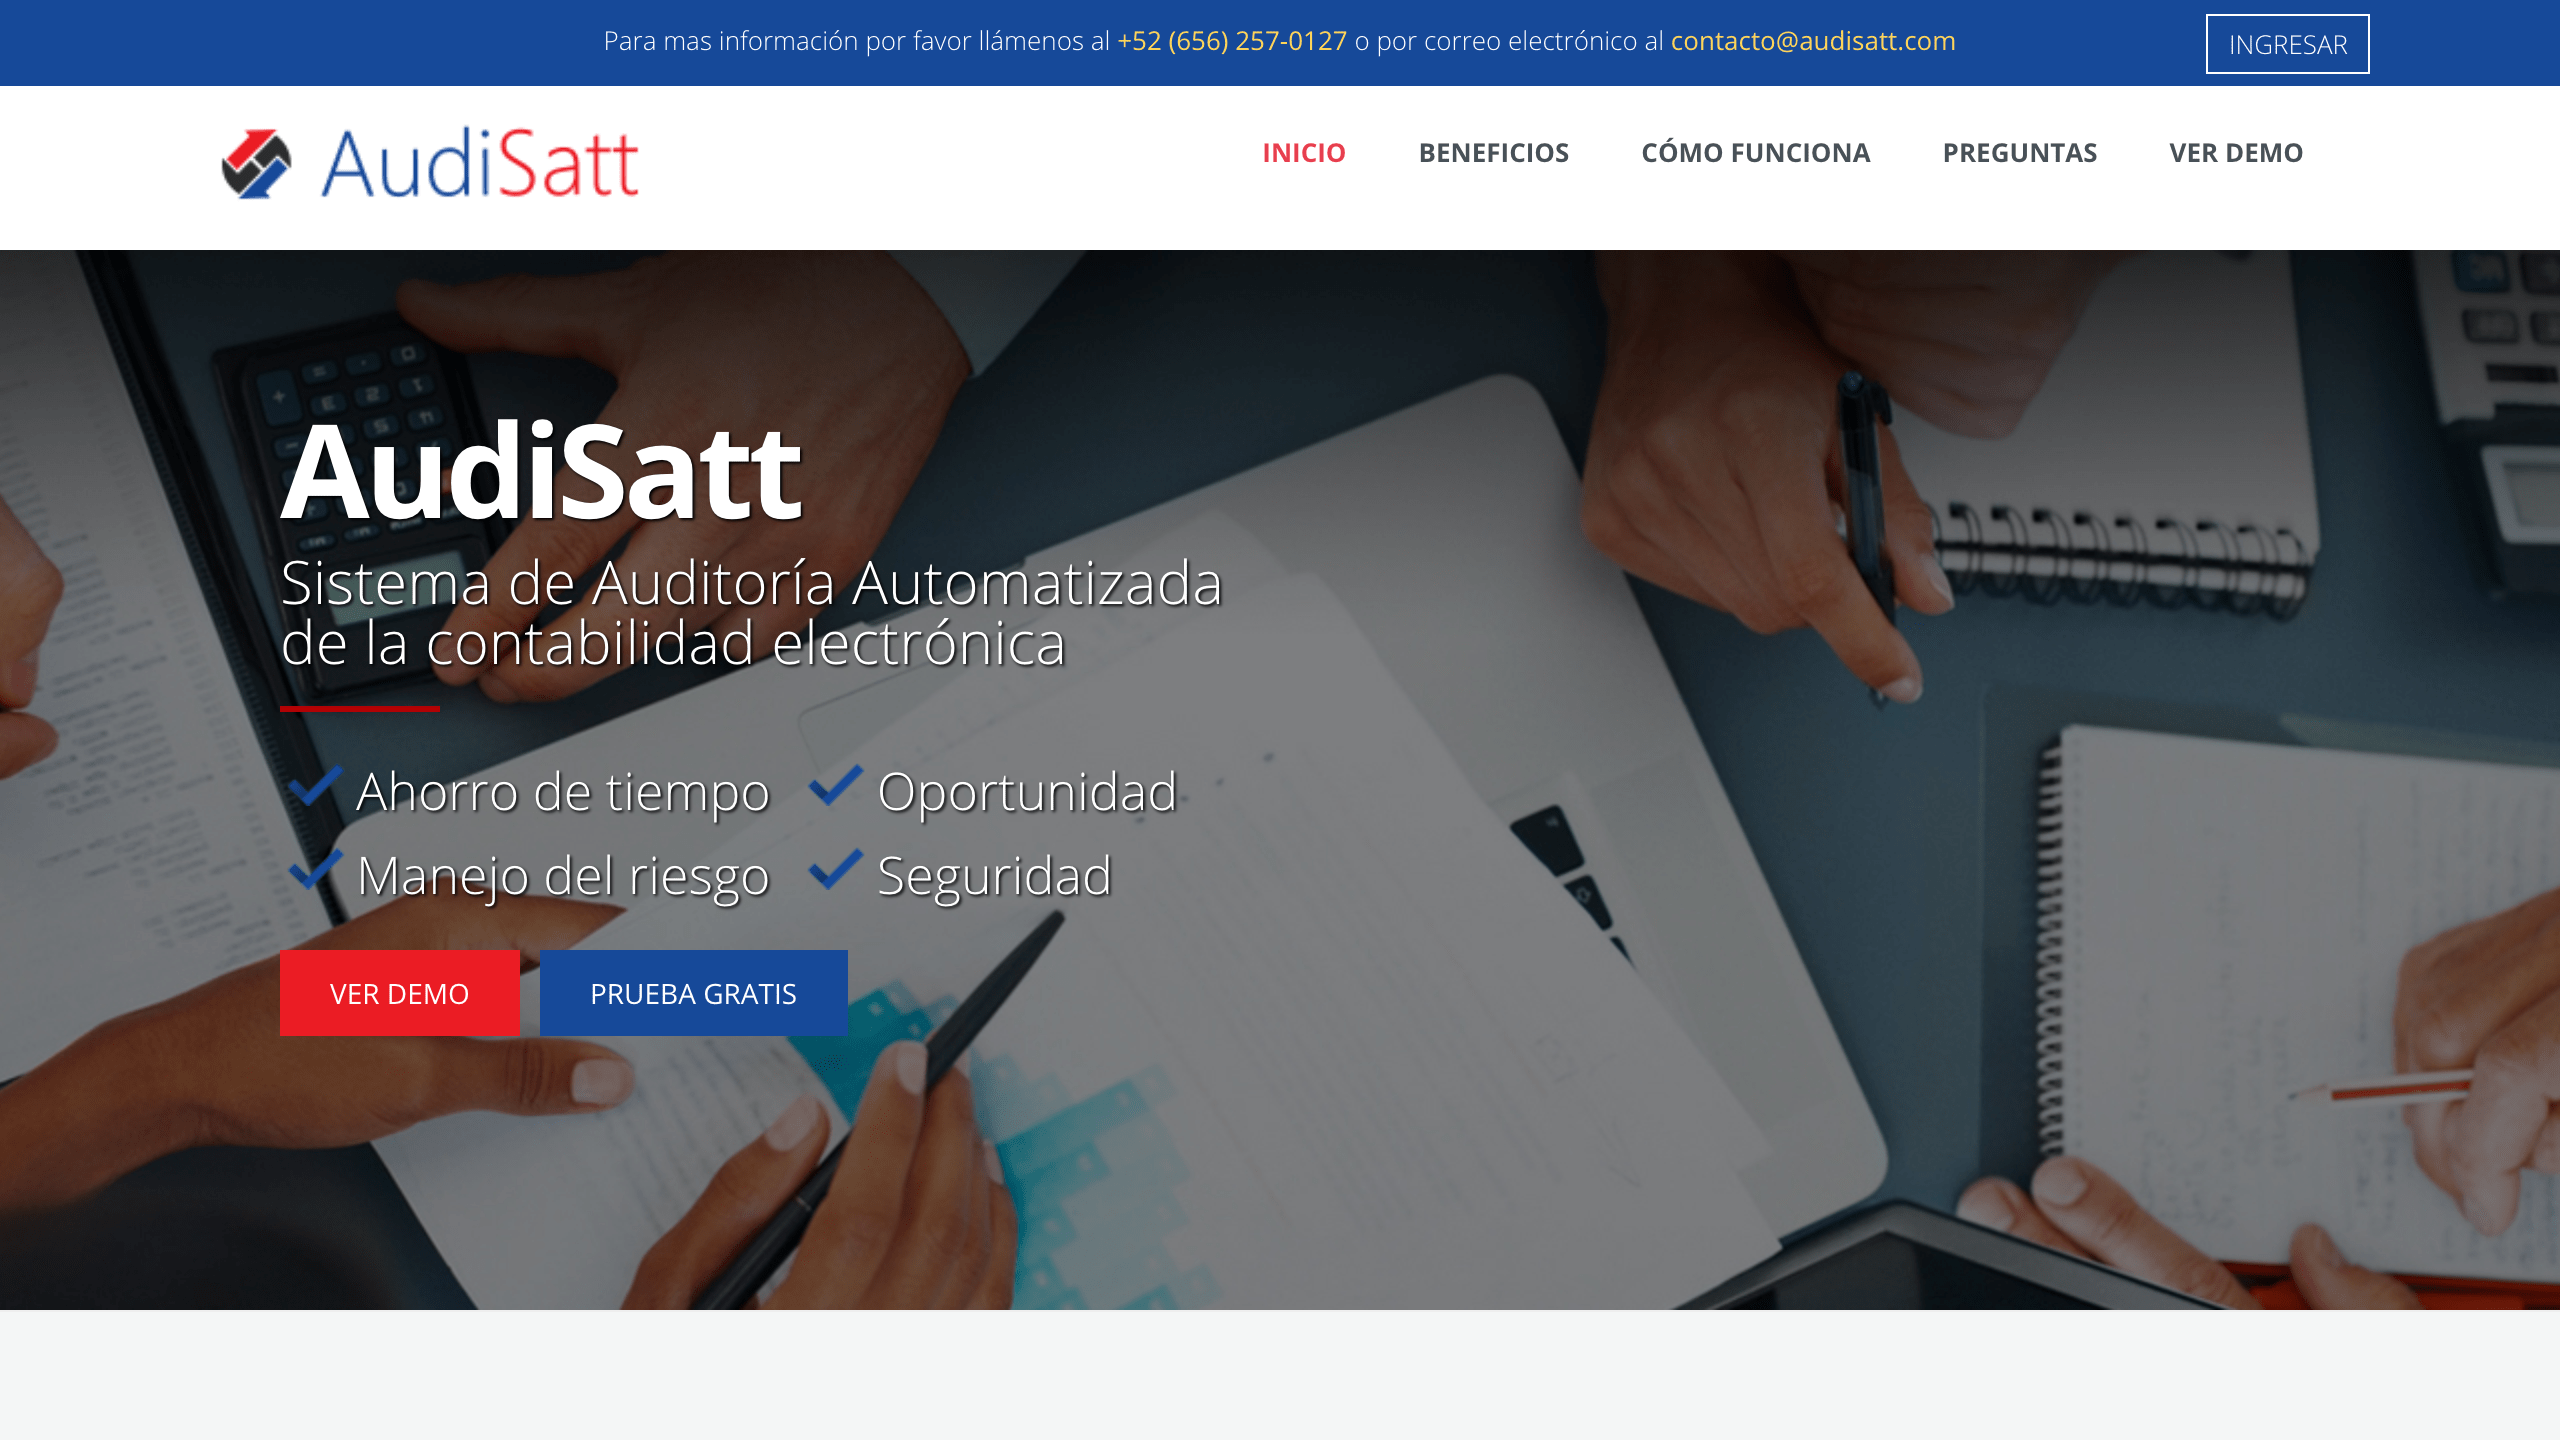 Para mas información por favor llámenos al +52 (656) 257-0127 o por correo electrónico al contacto@audisatt.com
INGRESAR
AudiSatt
INICIO
BENEFICIOS
CÓMO FUNCIONA
PREGUNTAS
VER DEMO
AudiSatt
Sistema de Auditoría Automatizada
de la contabilidad electrónica
Ahorro de tiempo
Oportunidad
Manejo del riesgo
Seguridad
VER DEMO
PRUEBA GRATIS